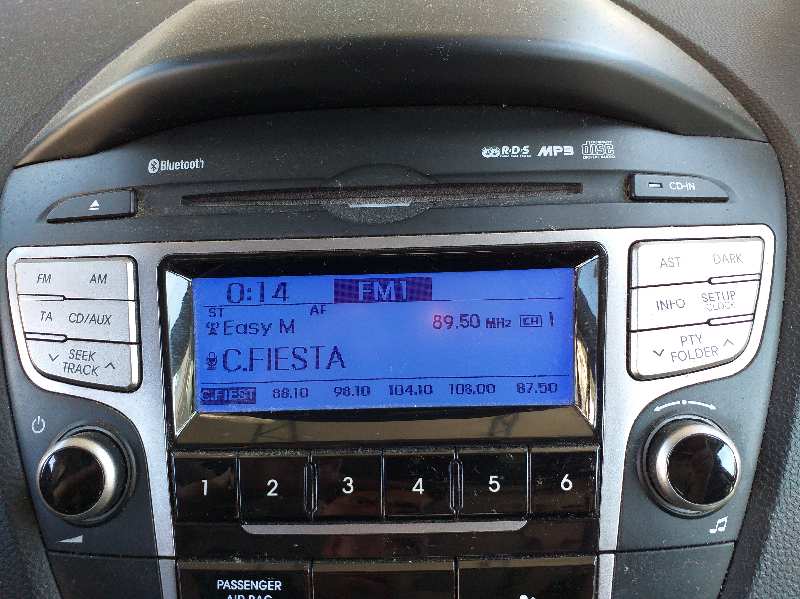 Bluetooth
R·D·S MP3 DISC
CD-IN
FM AM
TA CD/AUX
SEEK
TRACK
0:14 FM1
ST AF
Easy M 89.50 MHz CH 1
C.FIESTA
C.FIEST 88.10 98.10 104.10 108.00 87.50
AST DARK
INFO SETUP
CLOCK
PTY
FOLDER
1 2 3 4 5 6
PASSENGER
AIR BAG